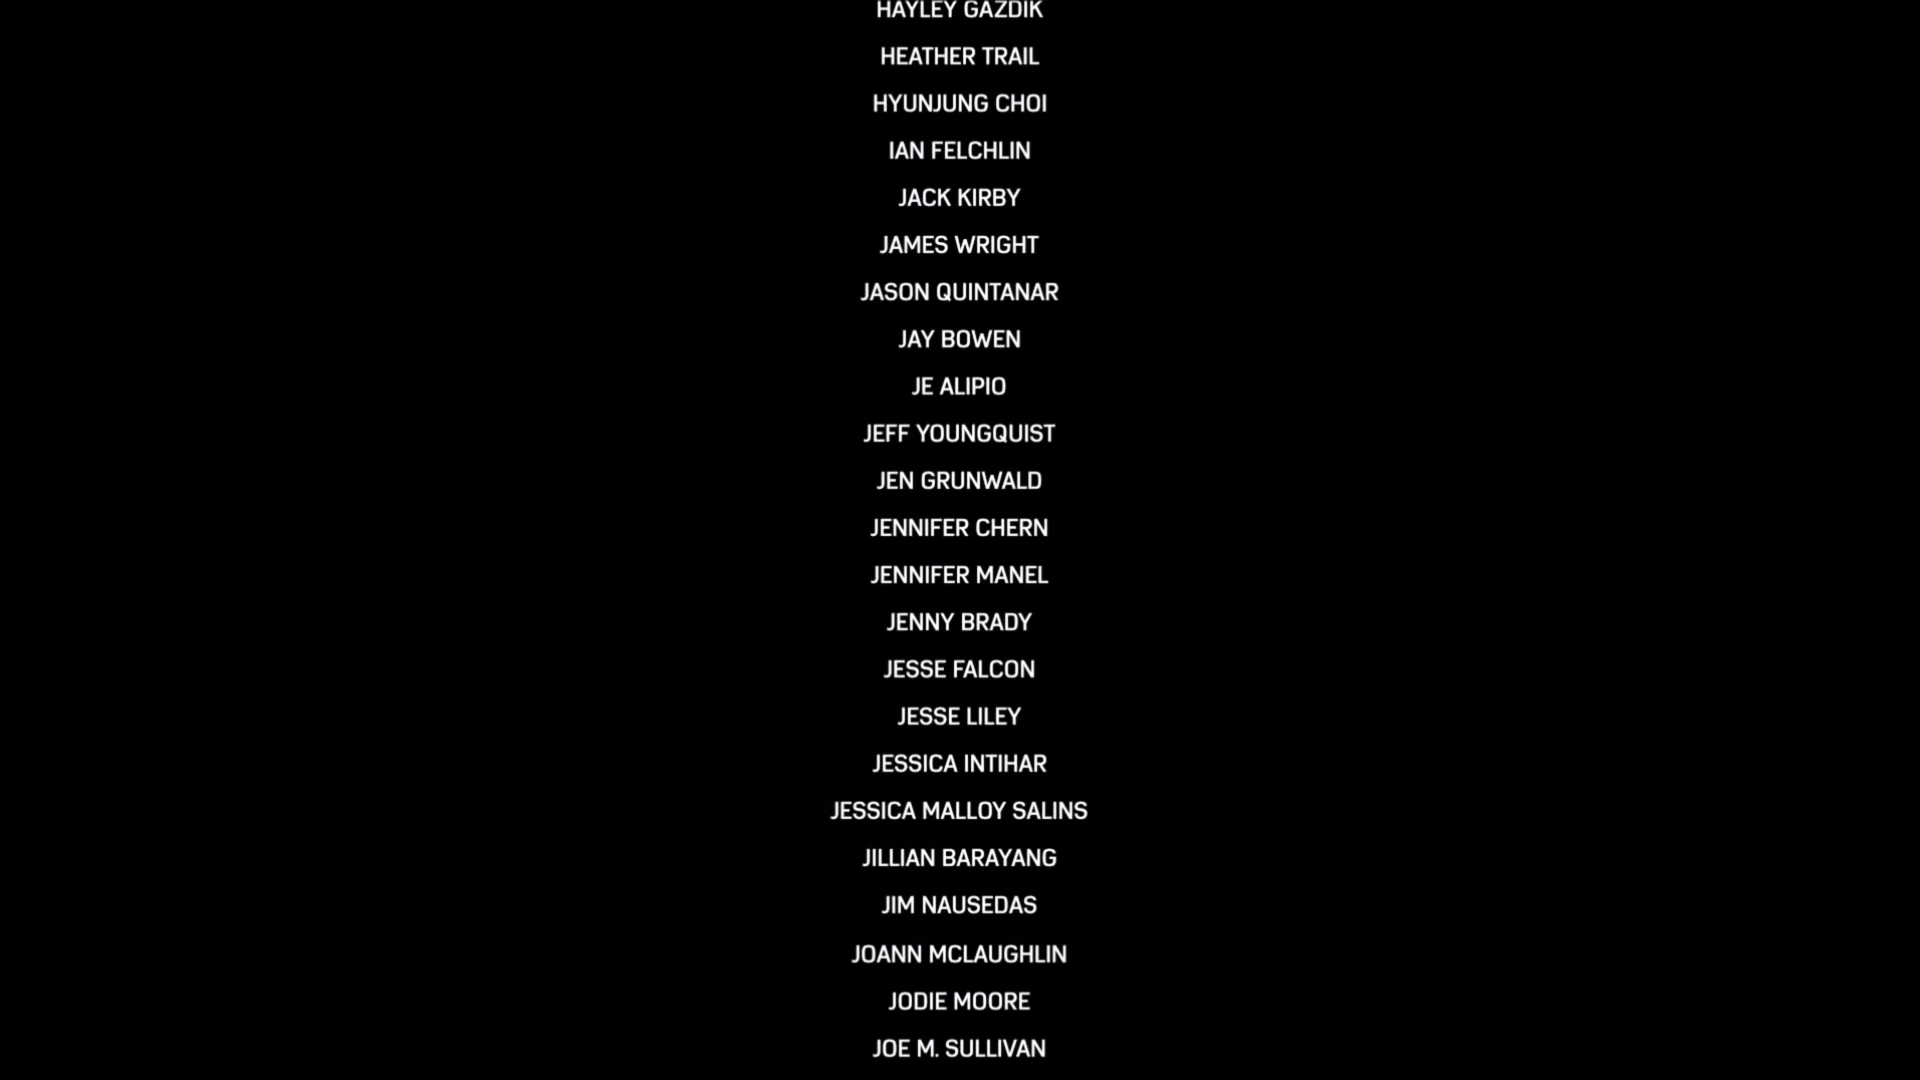 HAYLEY GAZDIK
HEATHER TRAIL
HYUNJUNG CHOI
IAN FELCHLIN
JACK KIRBY
JAMES WRIGHT
JASON QUINTANAR
JAY BOWEN
JE ALIPIO
JEFF YOUNGQUIST
JEN GRUNWALD
JENNIFER CHERN
JENNIFER MANEL
JENNY BRADY
JESSE FALCON
JESSE LILEY
JESSICA INTIHAR
JESSICA MALLOY SALINS
JILLIAN BARAYANG
JIM NAUSEDAS
JOANN MCLAUGHLIN
JODIE MOORE
JOE M. SULLIVAN